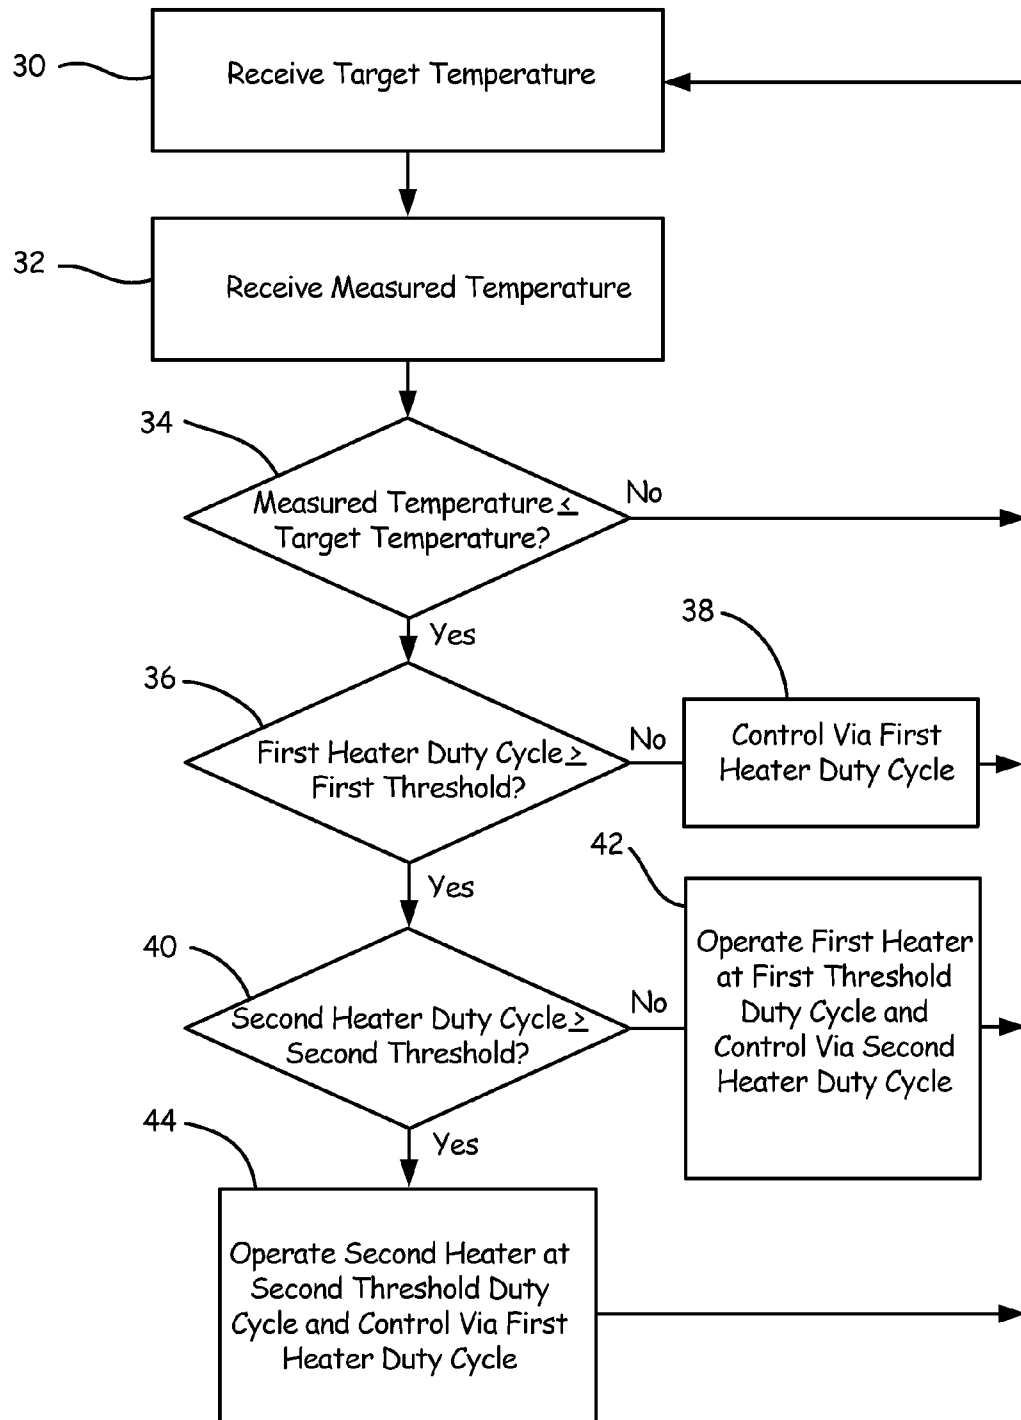 30
Receive Target Temperature
32
Receive Measured Temperature
34
Measured Temperature ≤
Target Temperature?
No
Yes
36
First Heater Duty Cycle ≥
First Threshold?
No
38
Control Via First
Heater Duty Cycle
Yes
40
Second Heater Duty Cycle ≥
Second Threshold?
No
42
Operate First Heater
at First Threshold
Duty Cycle and
Control Via Second
Heater Duty Cycle
Yes
44
Operate Second Heater at
Second Threshold Duty
Cycle and Control Via First
Heater Duty Cycle